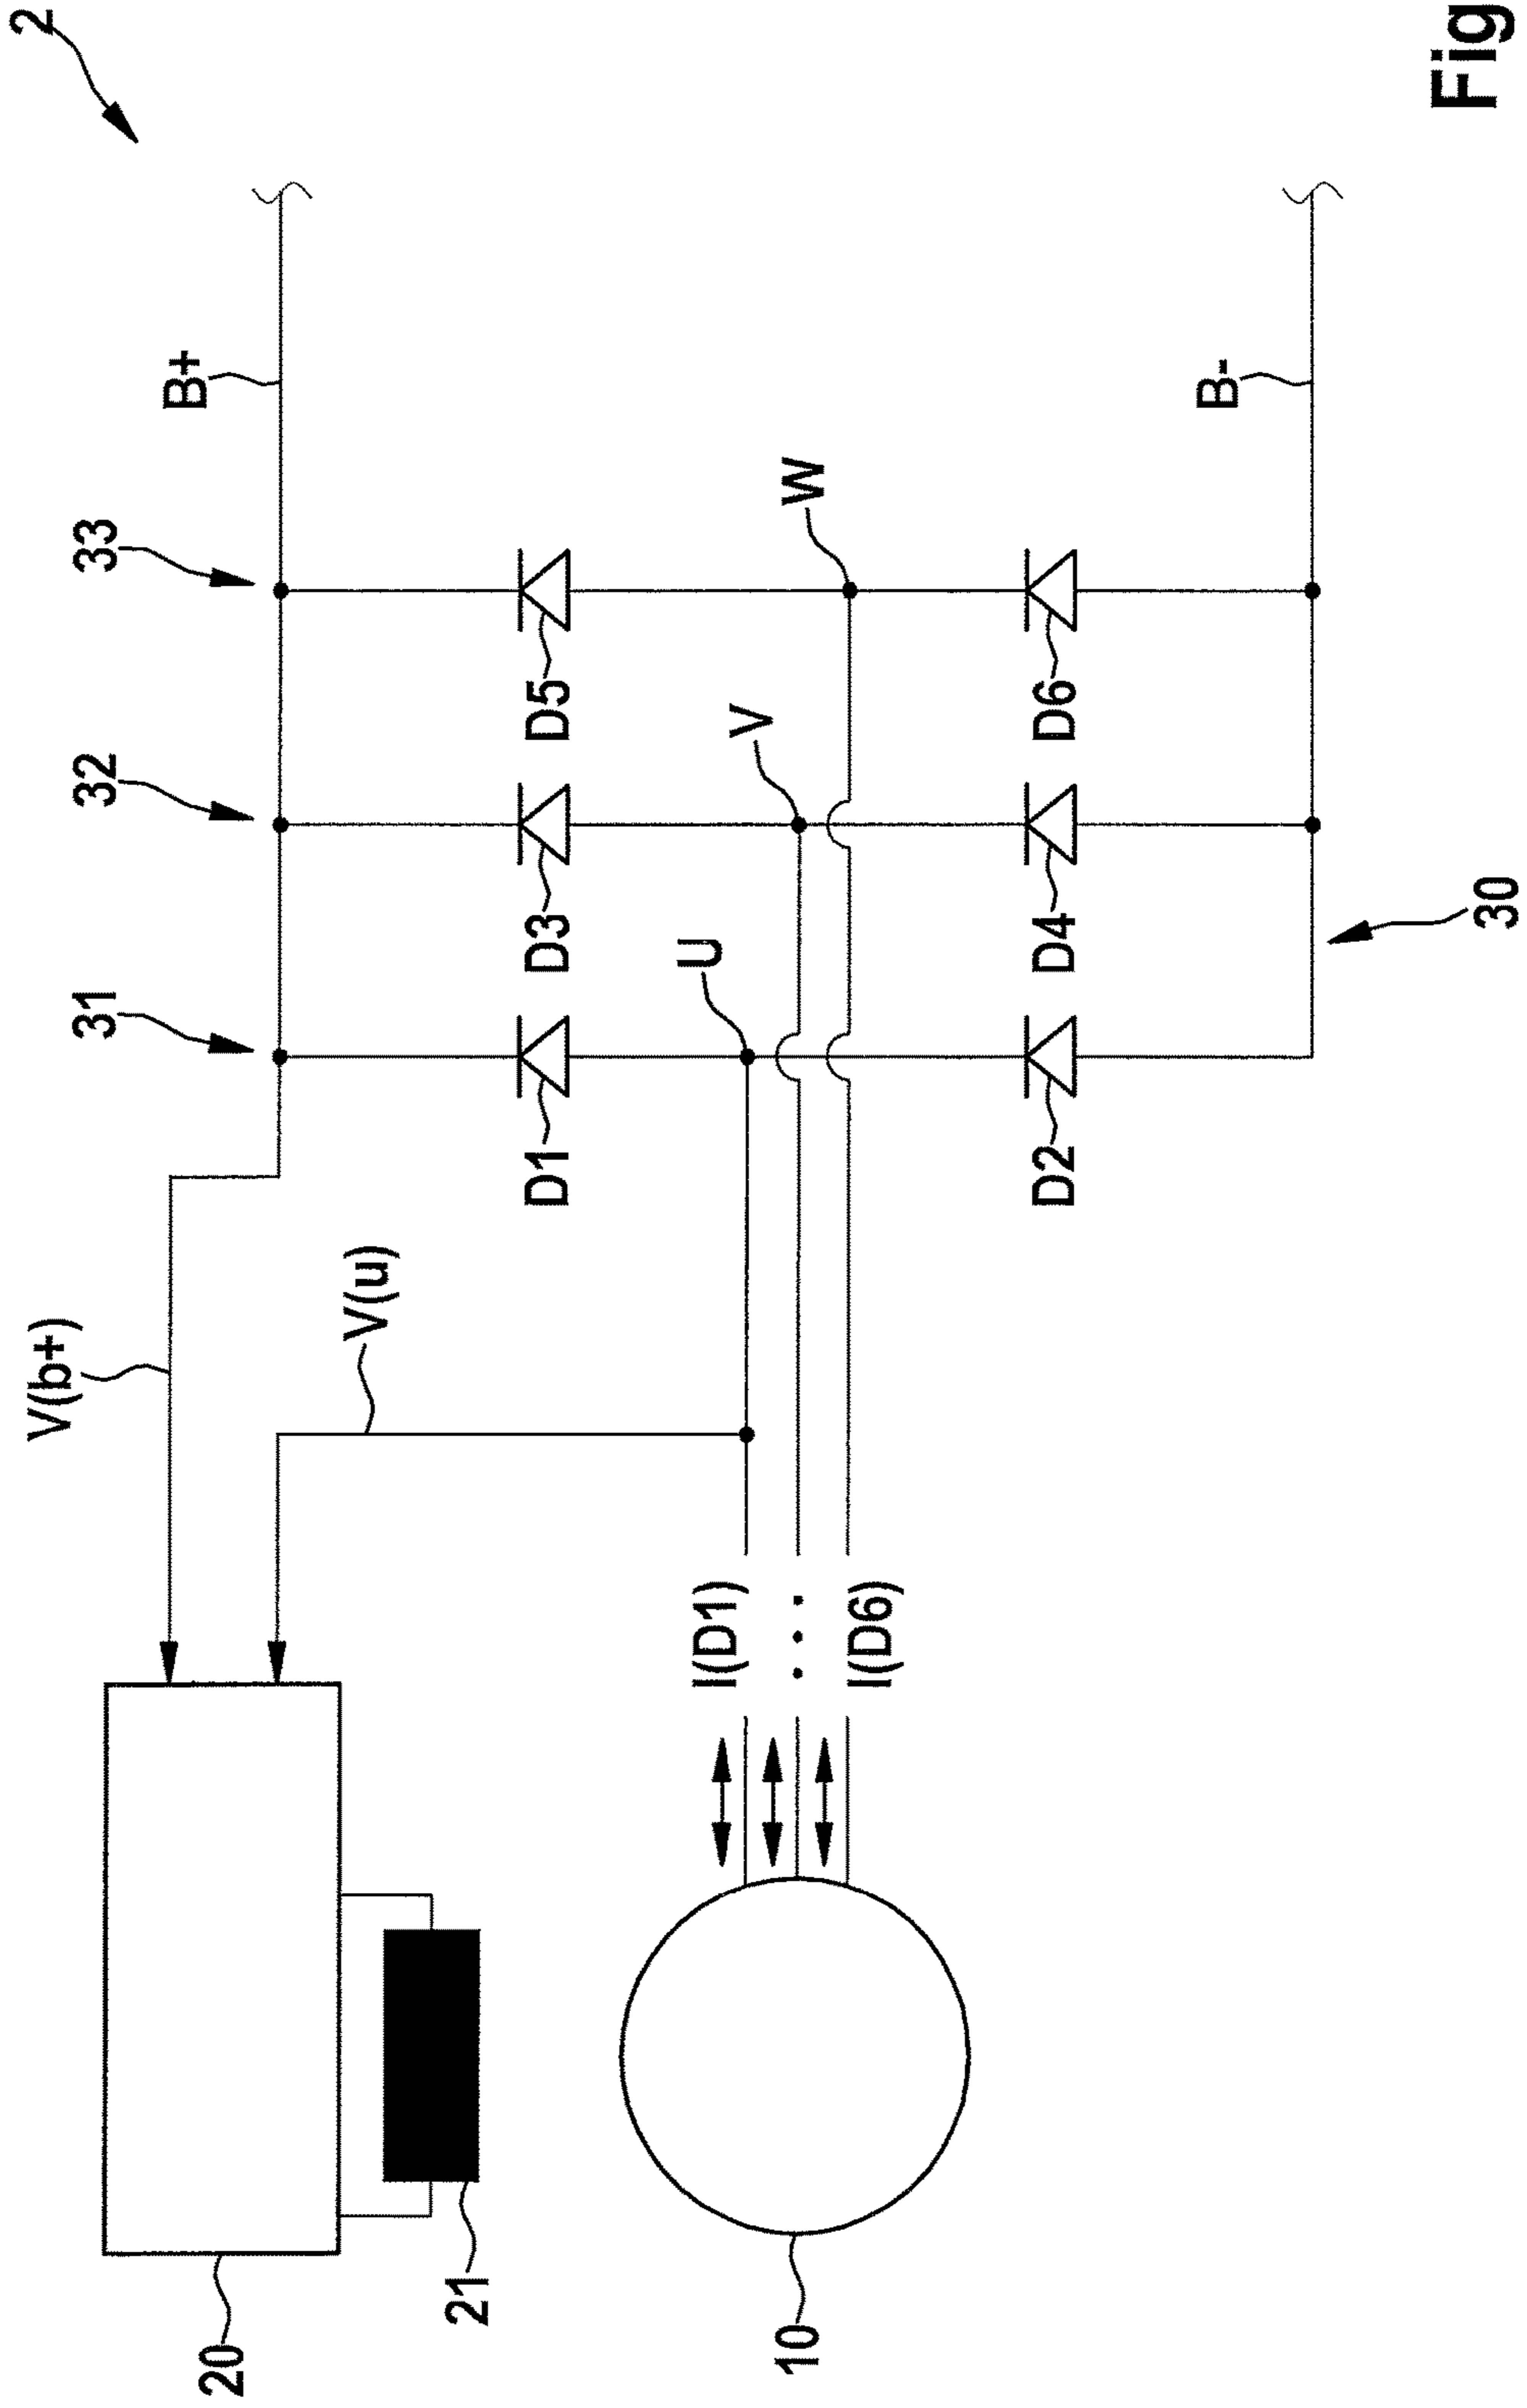 2
33
32
31
B+
V(b+)
V(u)
D5
D3
D1
W
V
U
I(D1)
...
I(D6)
D6
D4
D2
B-
30
20
21
10
Fig